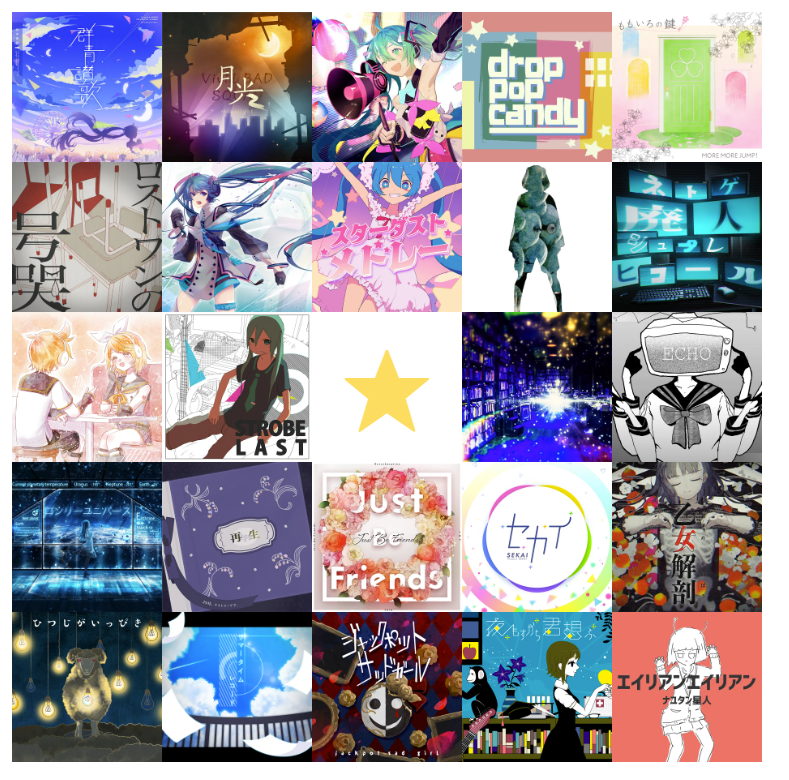 群青讃歌
月光
drop
pop
candy
ももいろの鍵
MORE MORE JUMP!
ロストワンの
号哭
スターダスト
メドレー
ネトゲ
廃人
シュプレ
ヒコール
STROBE
LAST
ECHO
ロンリーユニバース
再生
Just
Be
Friends
Just Be Friends
セカイ
SEKAI
乙女解剖
ひつじがいっぴき
ジャックポット
サッドガール
jackpot sad girl
夜もすがら君想ふ
エイリアンエイリアン
ナユタン星人